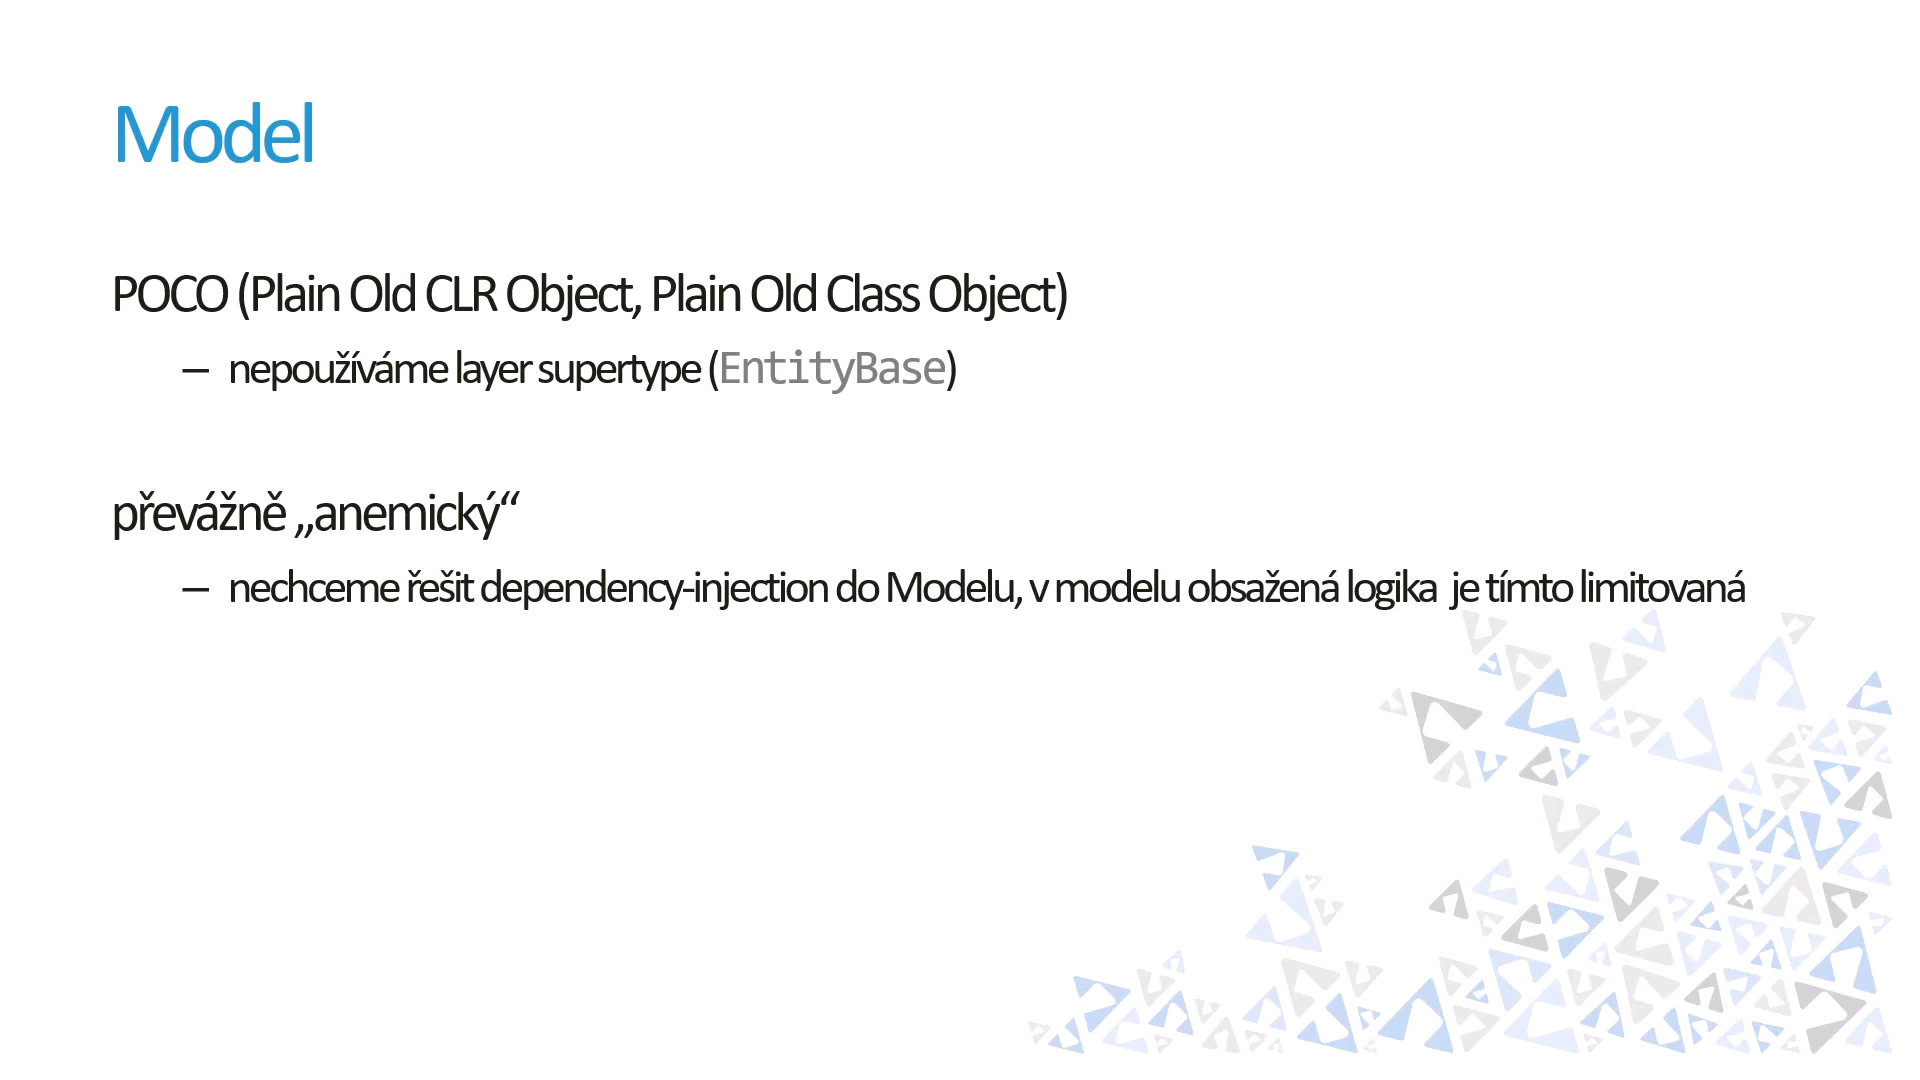 Model
POCO (Plain Old CLR Object, Plain Old Class Object)
– nepoužíváme layer supertype (EntityBase)
převážně „anemický“
– nechceme řešit dependency-injection do Modelu, v modelu obsažená logika  je tímto limitovaná